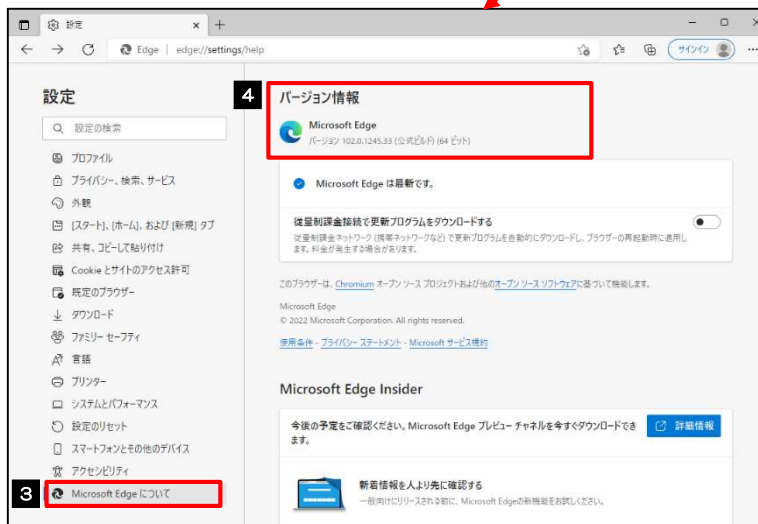 設定
Edge | edge://settings/help
サインイン
設定
設定の検索
プロファイル
プライバシー、検索、サービス
外観
[スタート]、[ホーム]、および [新規] タブ
共有、コピーして貼り付け
Cookie とサイトのアクセス許可
既定のブラウザー
ダウンロード
ファミリー セーフティ
言語
プリンター
システムとパフォーマンス
設定のリセット
スマートフォンとその他のデバイス
アクセシビリティ
3
Microsoft Edge について
4
バージョン情報
Microsoft Edge
バージョン 102.0.1245.33 (公式ビルド) (64 ビット)
Microsoft Edge は最新です。
従量制課金接続で更新プログラムをダウンロードする
従量制課金ネットワーク (携帯ネットワークなど) で更新プログラムを自動的にダウンロードし、ブラウザーの再起動時に適用し
ます。料金が発生する場合があります。
このブラウザーは、Chromium オープン ソース プロジェクトおよび他のオープン ソース ソフトウェアに基づいて機能します。
Microsoft Edge
© 2022 Microsoft Corporation. All rights reserved.
使用条件 - プライバシー ステートメント - Microsoft サービス規約
Microsoft Edge Insider
今後の予定をご確認ください。Microsoft Edge プレビュー チャネルを今すぐダウンロードでき
ます。
詳細情報
新着情報を人より先に確認する
一般向けにリリースされる前に、Microsoft Edgeの新機能をお試しください。